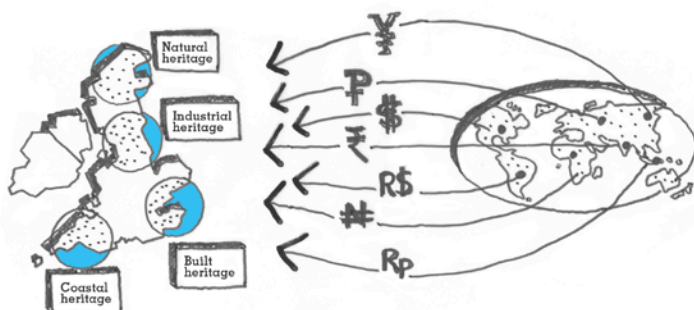 Natural
heritage
Industrial
heritage
Built
heritage
Coastal
heritage
¥
₽
$
₹
R$
₦
Rp